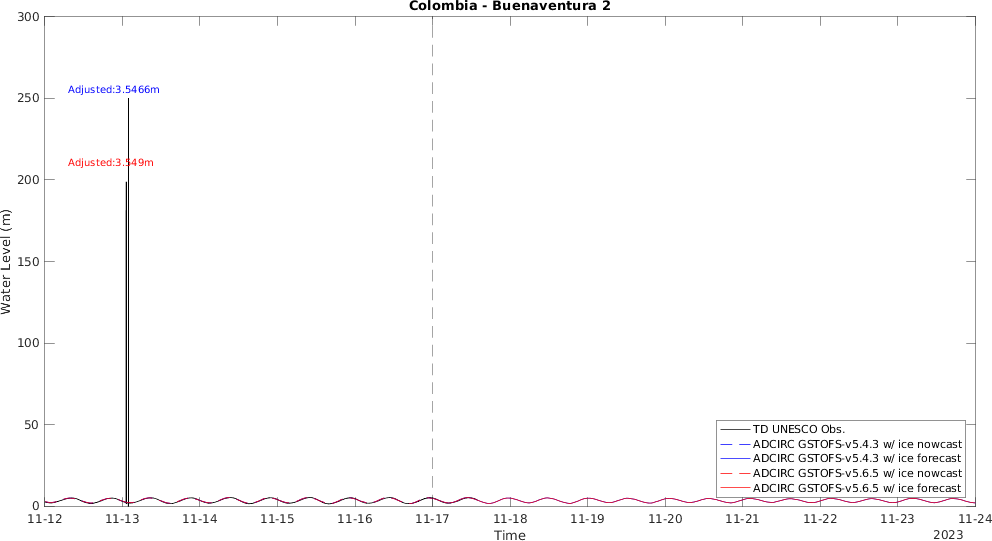 Colombia - Buenaventura 2
300
250
200
150
100
50
0
Water Level (m)
Adjusted:3.5466m
Adjusted:3.549m
TD UNESCO Obs.
ADCIRC GSTOFS-v5.4.3 w/ ice nowcast
ADCIRC GSTOFS-v5.4.3 w/ ice forecast
ADCIRC GSTOFS-v5.6.5 w/ ice nowcast
ADCIRC GSTOFS-v5.6.5 w/ ice forecast
11-12 11-13 11-14 11-15 11-16 11-17 11-18 11-19 11-20 11-21 11-22 11-23 11-24
Time
2023